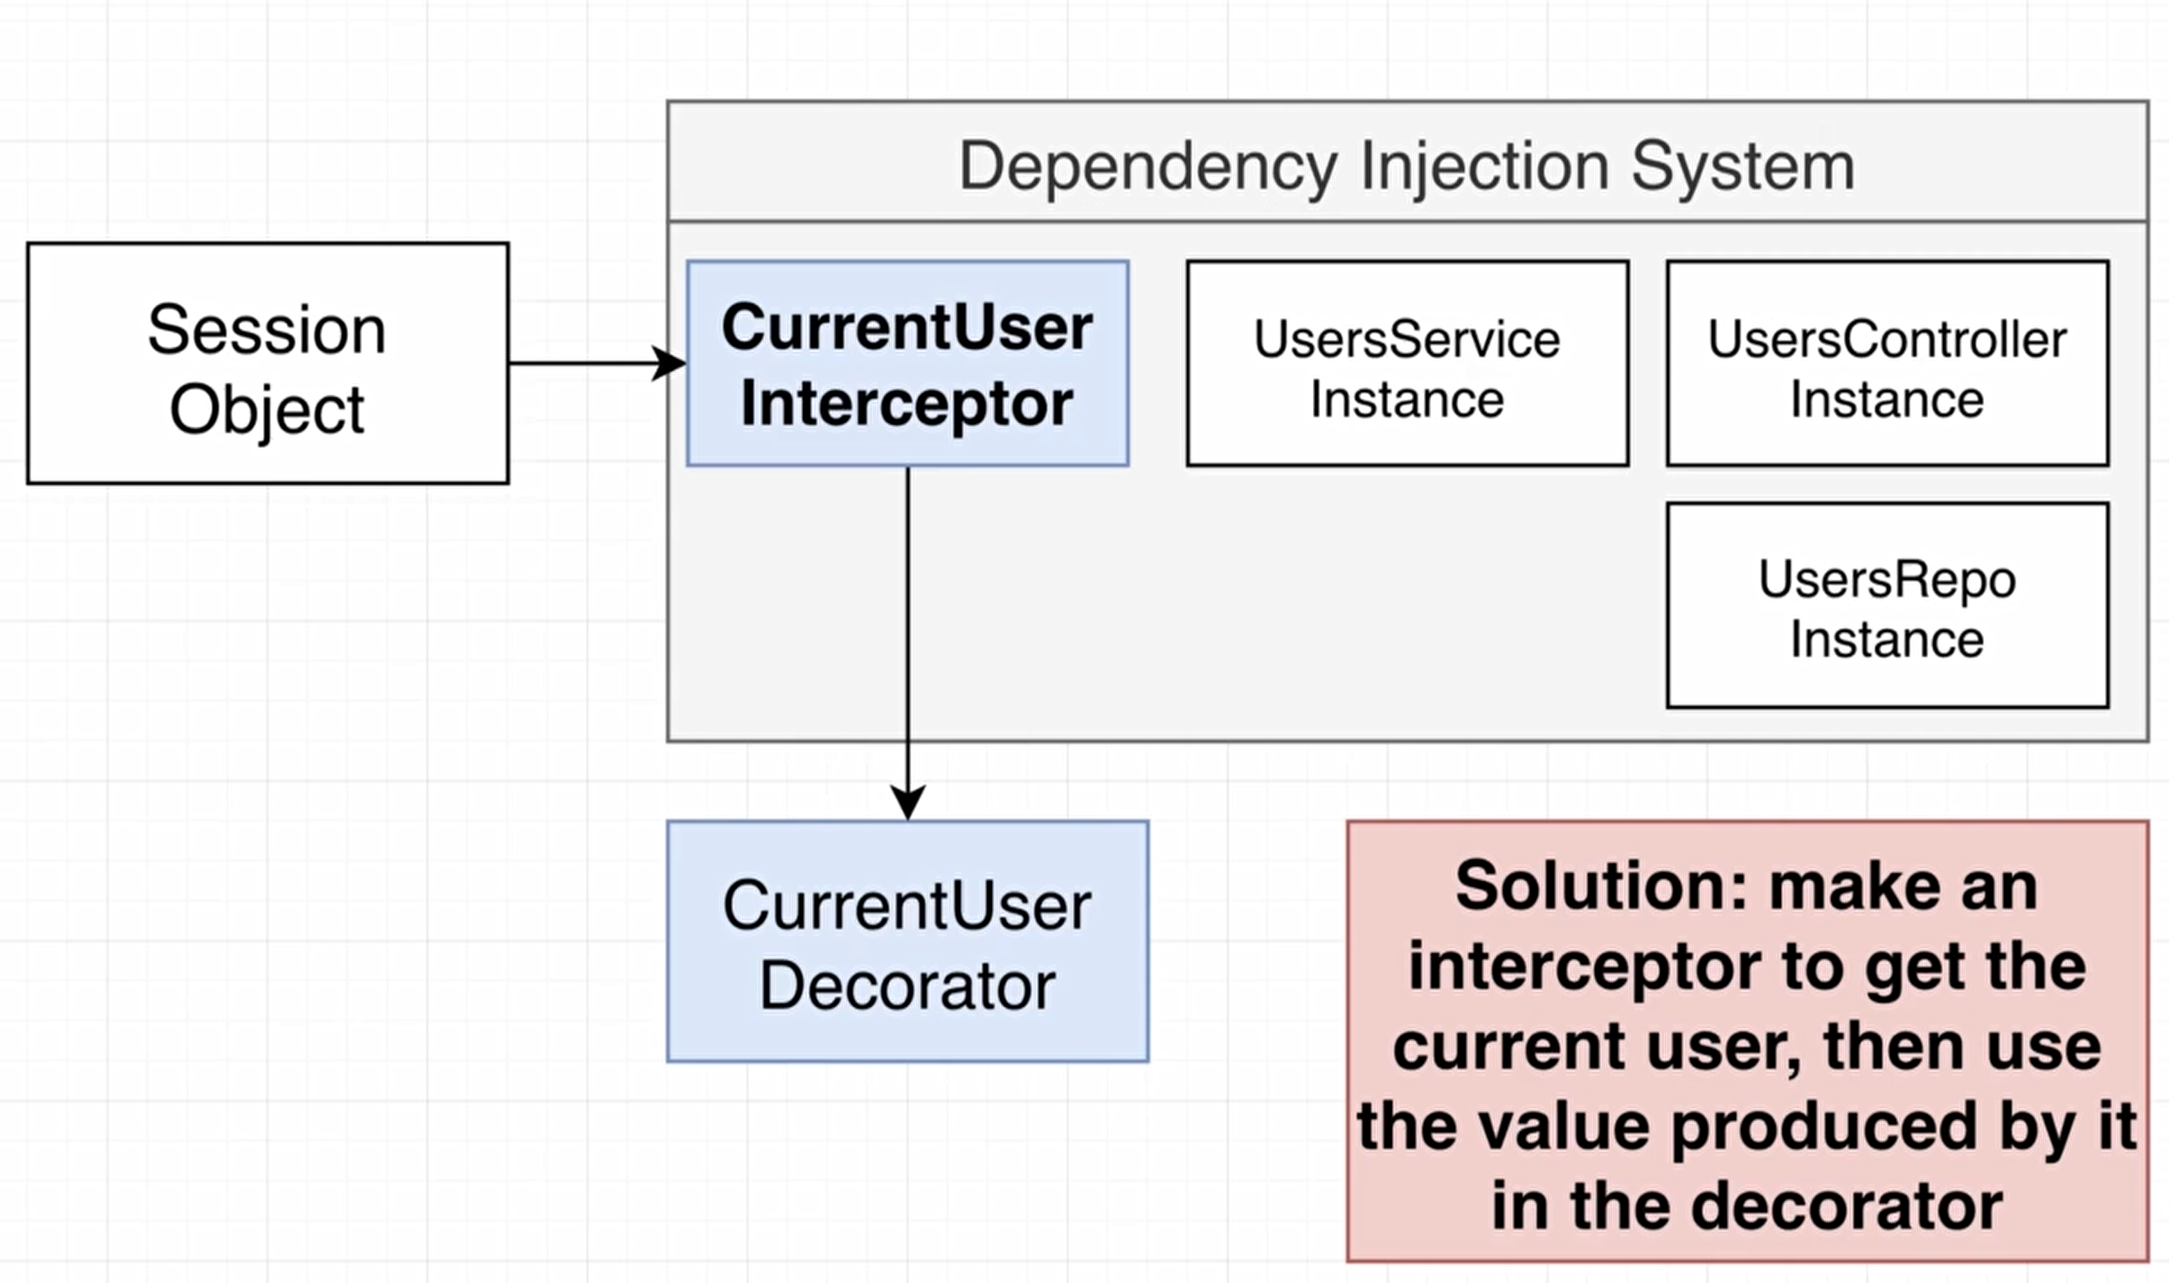 Dependency Injection System
Session
Object
CurrentUser
Interceptor
UsersService
Instance
UsersController
Instance
UsersRepo
Instance
CurrentUser
Decorator
Solution: make an
interceptor to get the
current user, then use
the value produced by it
in the decorator